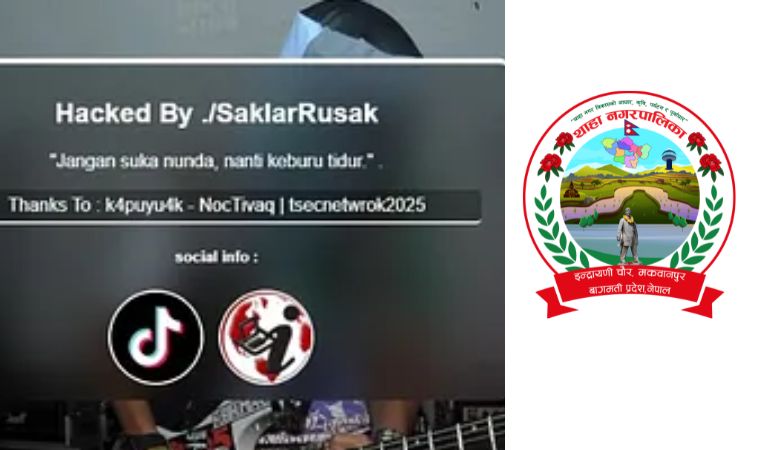 Hacked By ./SaklarRusak
"Jangan suka nunda, nanti keburu tidur." .
Thanks To : k4puyu4k - NocTivaq | tsecnetwrok2025
social info :
थाहा नगरपालिका
इन्द्रायणी चौर, मकवानपुर
बागमती प्रदेश,नेपाल